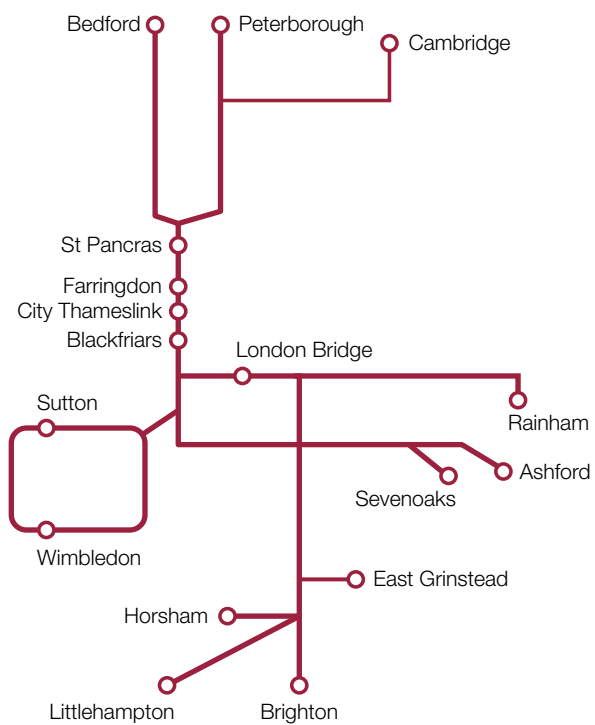 Bedford
Peterborough
Cambridge
St Pancras
Farringdon
City Thameslink
Blackfriars
London Bridge
Sutton
Rainham
Ashford
Sevenoaks
Wimbledon
East Grinstead
Horsham
Littlehampton
Brighton